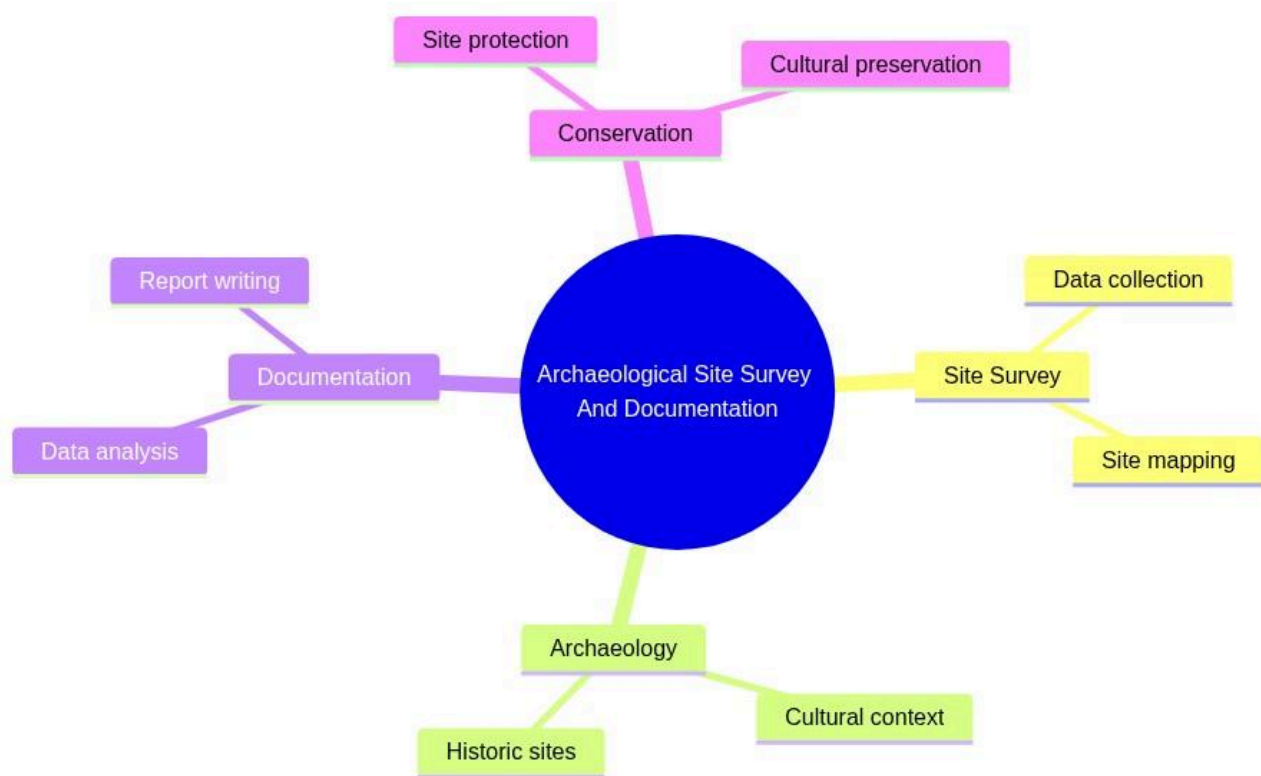 Site protection
Cultural preservation
Conservation
Report writing
Data collection
Documentation
Archaeological Site Survey
And Documentation
Site Survey
Data analysis
Site mapping
Archaeology
Cultural context
Historic sites